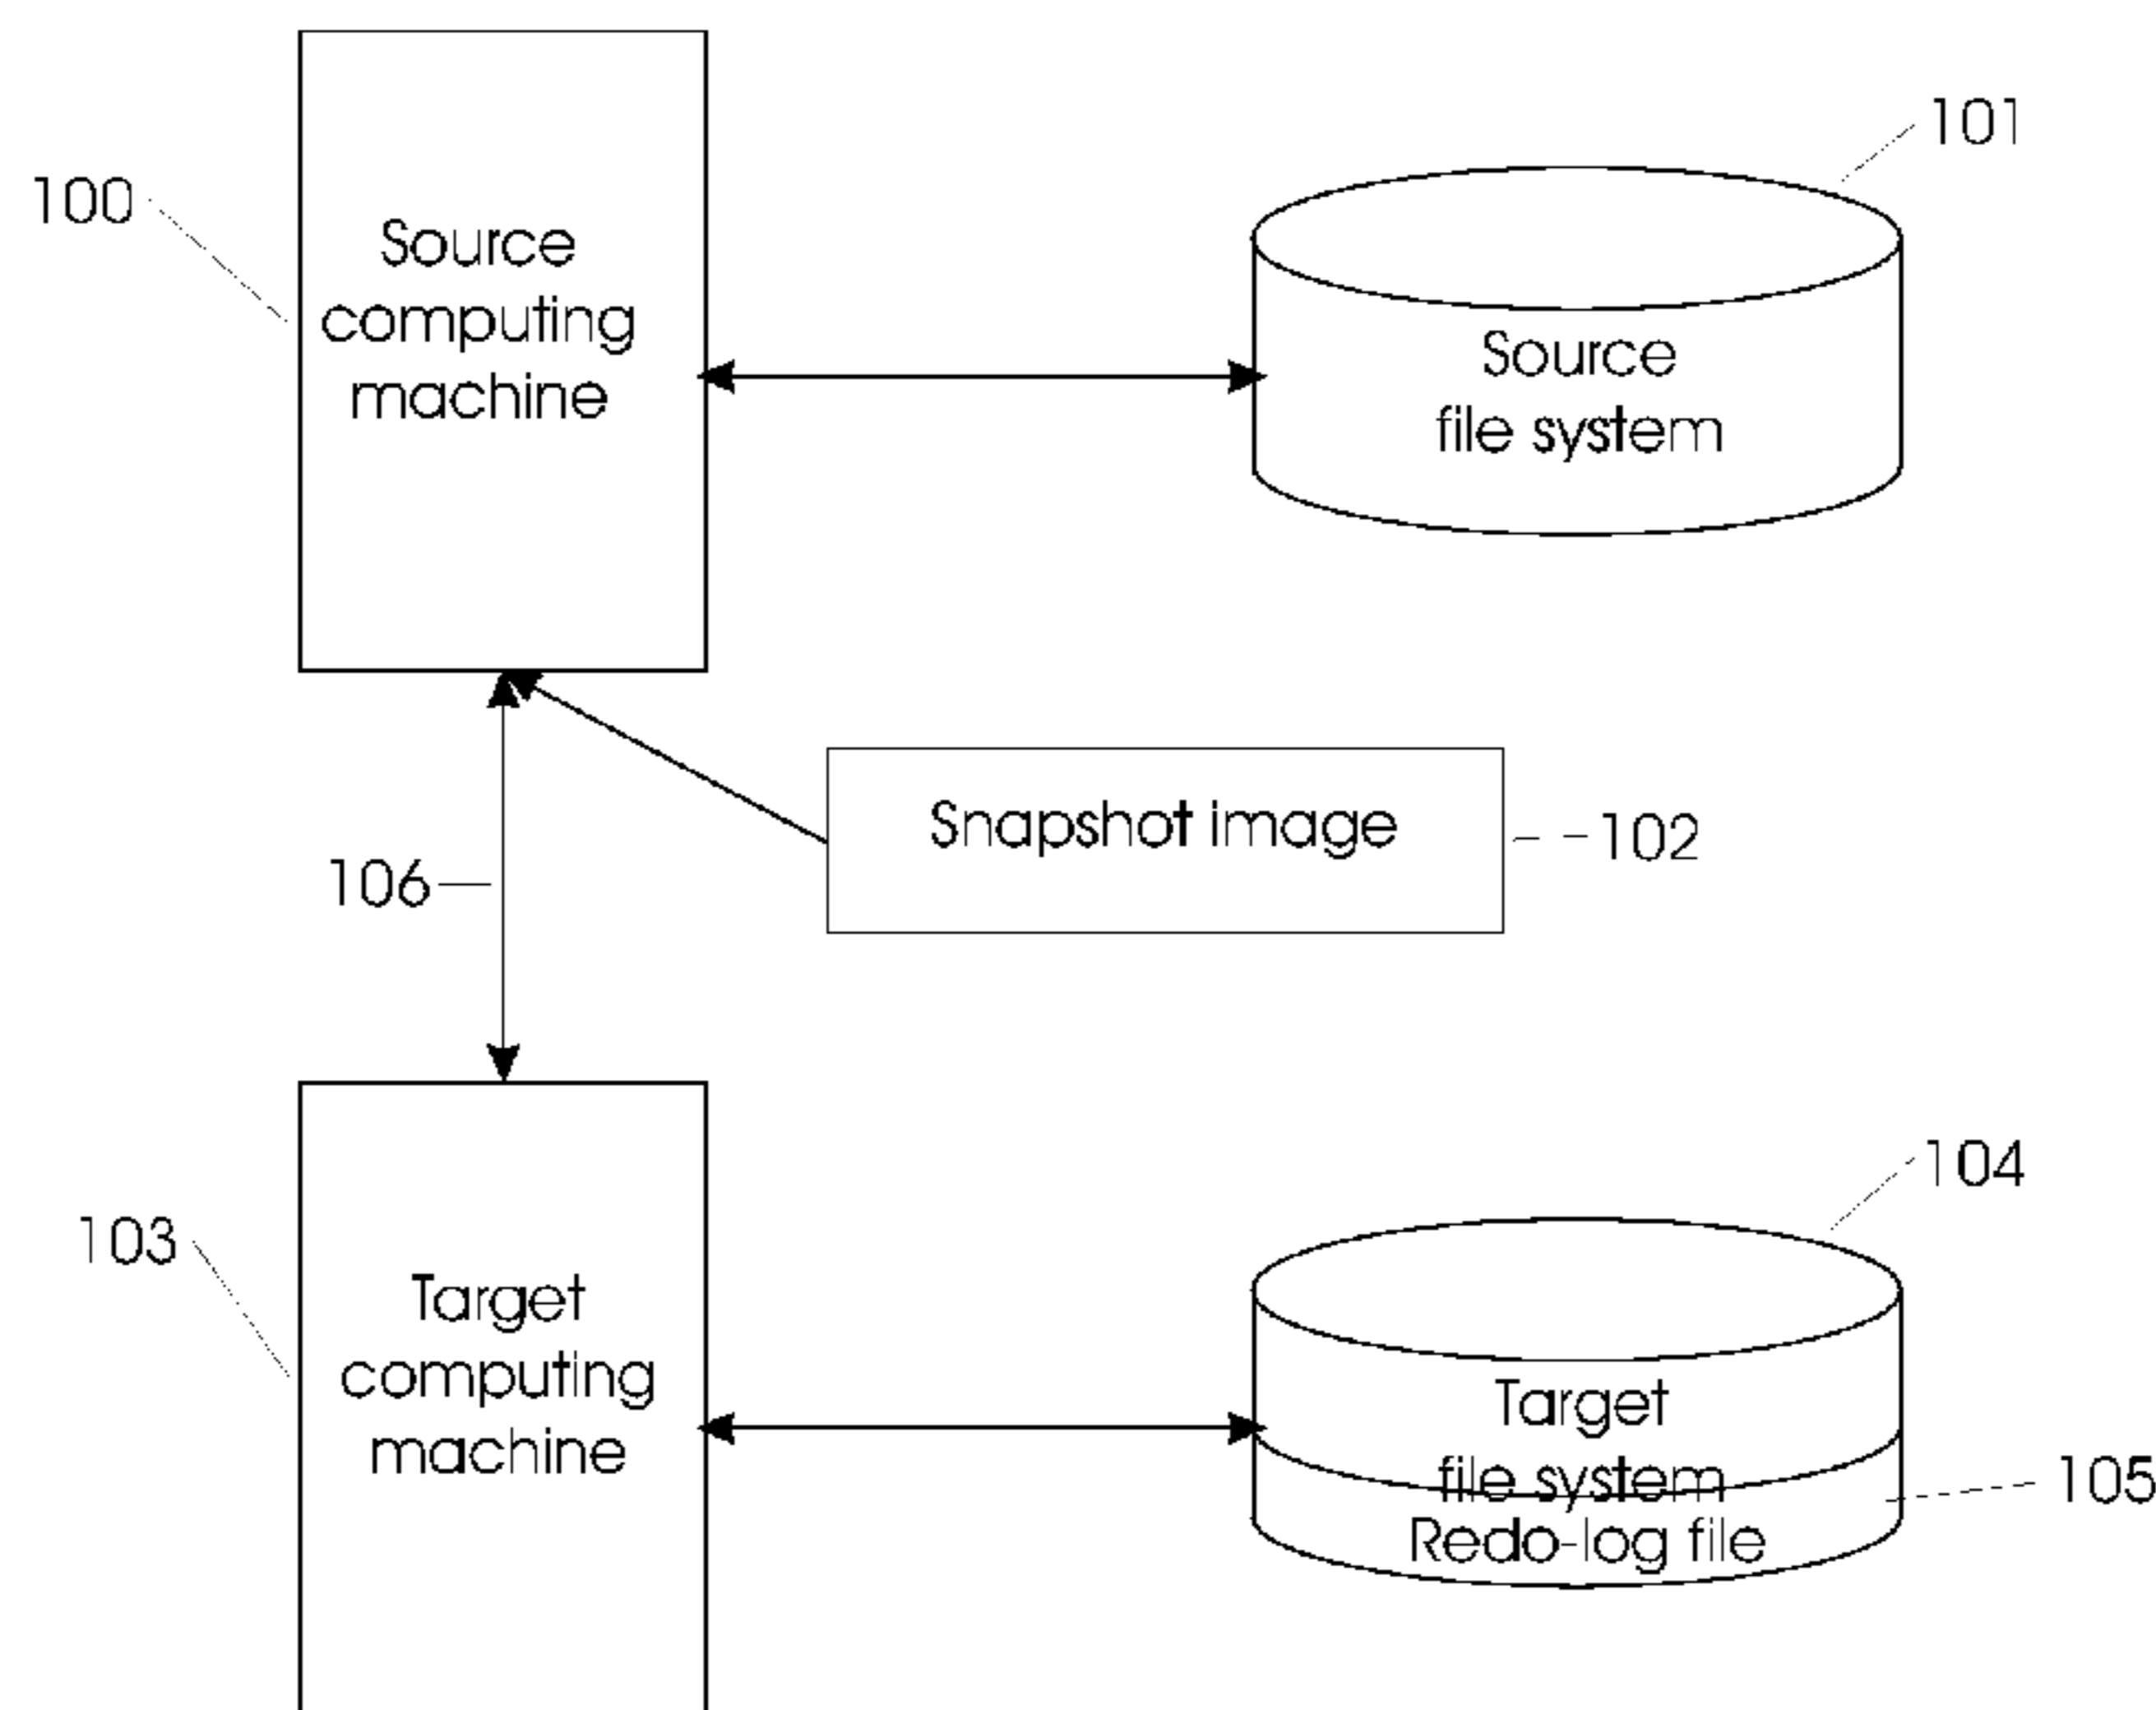 101
100
Source
computing
machine
Source
file system
Snapshot image
102
106
104
103
Target
computing
machine
Target
file system
105
Redo-log file